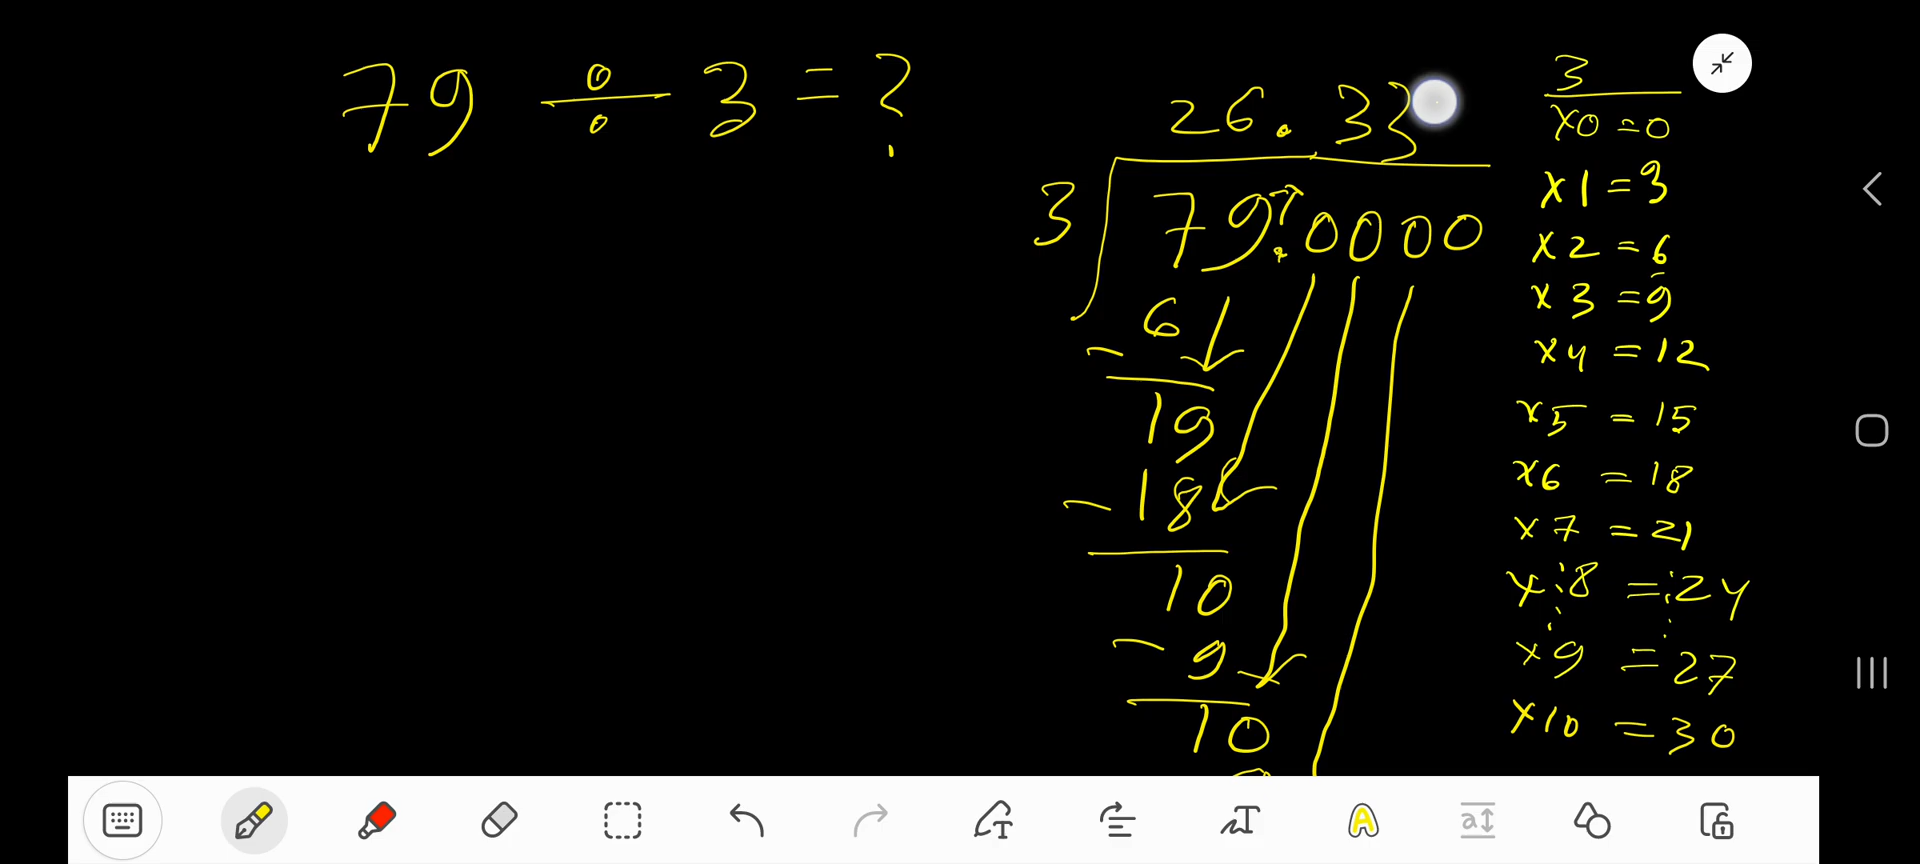 79 ÷ 3 = ?
26.33
3 79.0000
6
- 
19
- 18
10
- 9
10
3
x0 = 0
x1 = 3
x2 = 6
x3 = 9
x4 = 12
x5 = 15
x6 = 18
x7 = 21
x8 = 24
x9 = 27
x10 = 30
T
T
A
a